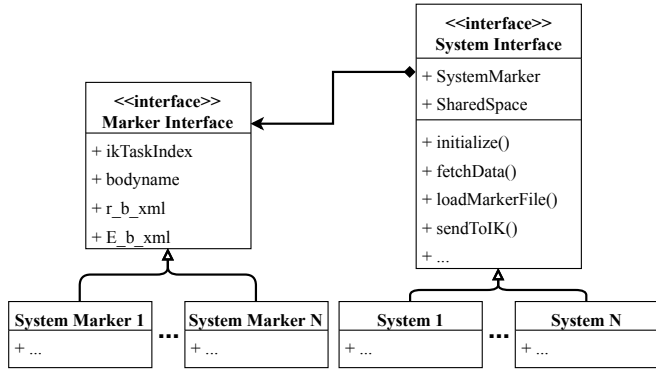 <<interface>>
System Interface
+ SystemMarker
+ SharedSpace
+ initialize()
+ fetchData()
+ loadMarkerFile()
+ sendToIK()
+ ...
<<interface>>
Marker Interface
+ ikTaskIndex
+ bodyname
+ r_b_xml
+ E_b_xml
System Marker 1
+ ...
...
System Marker N
+ ...
System 1
+ ...
...
System N
+ ...